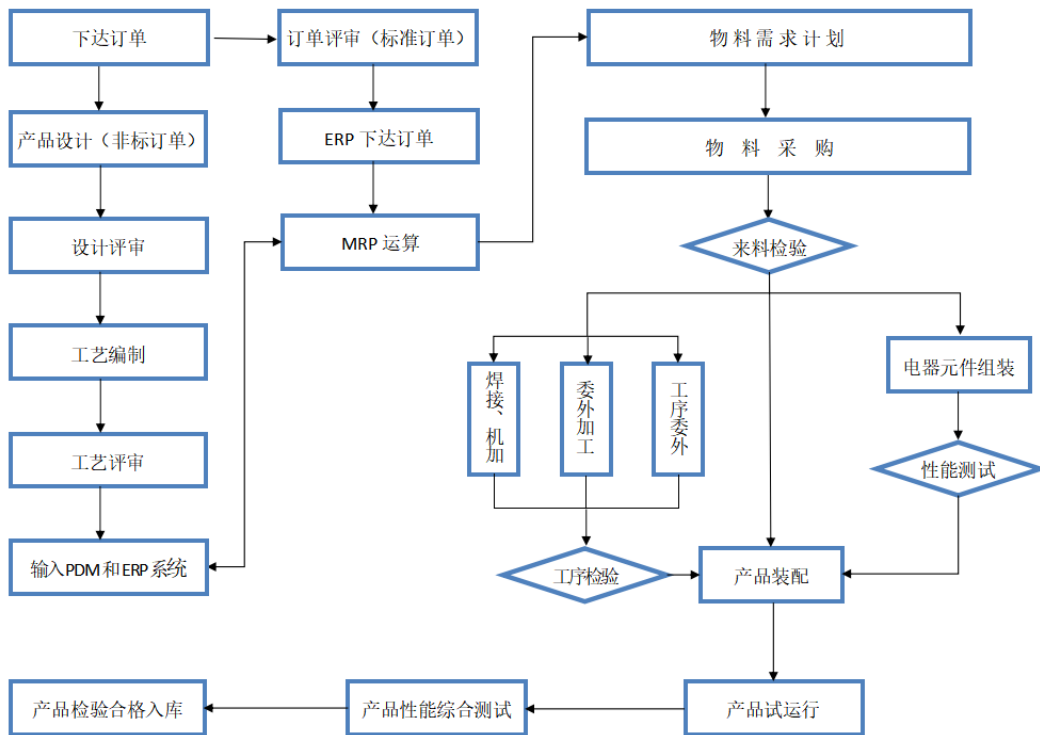 下达订单
订单评审（标准订单）
物料需求计划
产品设计（非标订单）
ERP 下达订单
物料采购
设计评审
MRP 运算
来料检验
工艺编制
焊接、机加
委外加工
工序委外
电器元件组装
工艺评审
性能测试
输入PDM和ERP系统
工序检验
产品装配
产品检验合格入库
产品性能综合测试
产品试运行